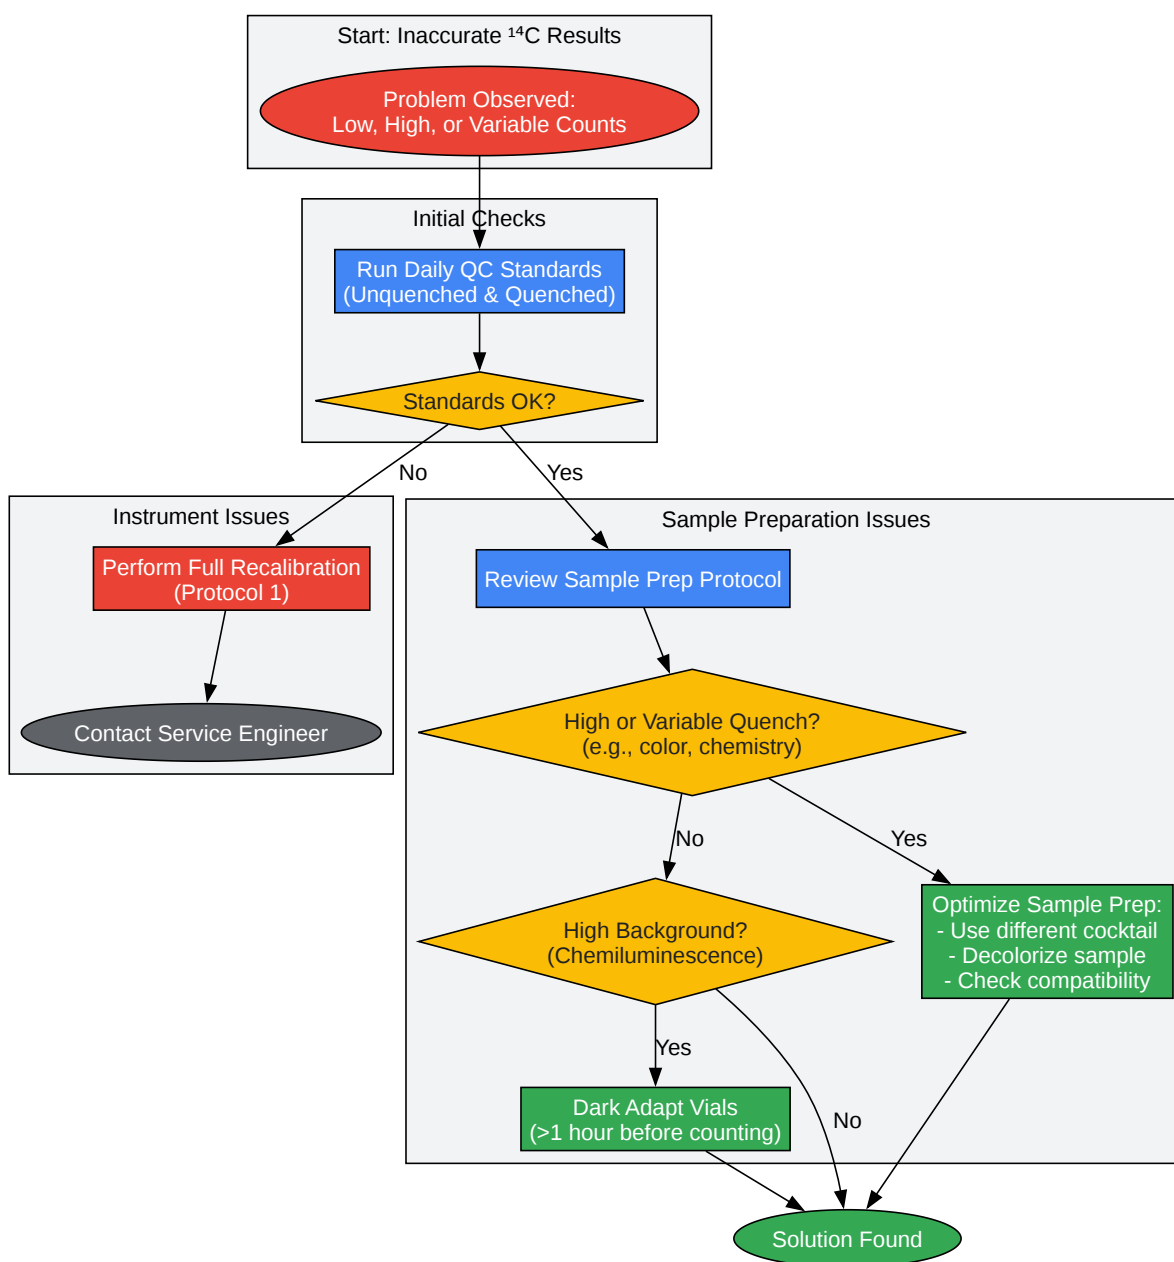 Start: Inaccurate ¹⁴C Results
Problem Observed:
Low, High, or Variable Counts
Initial Checks
Run Daily QC Standards
(Unquenched & Quenched)
Standards OK?
No
Yes
Instrument Issues
Perform Full Recalibration
(Protocol 1)
Contact Service Engineer
Sample Preparation Issues
Review Sample Prep Protocol
High or Variable Quench?
(e.g., color, chemistry)
No
Yes
High Background?
(Chemiluminescence)
Optimize Sample Prep:
- Use different cocktail
- Decolorize sample
- Check compatibility
Yes
No
Dark Adapt Vials
(>1 hour before counting)
Solution Found